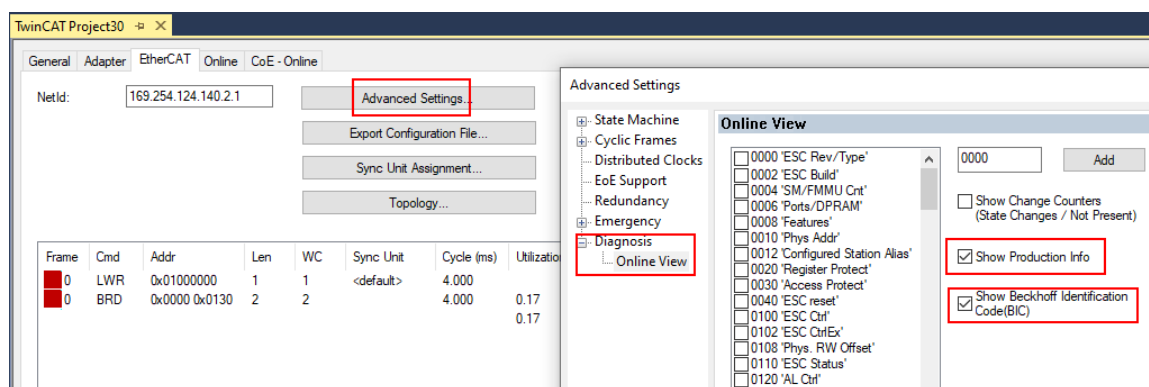 TwinCAT Project30
General Adapter EtherCAT Online CoE - Online
NetId: 169.254.124.140.2.1
Advanced Settings...
Export Configuration File...
Sync Unit Assignment...
Topology...
Frame Cmd Addr Len WC Sync Unit Cycle (ms) Utilizatio
0 LWR 0x01000000 1 1 <default> 4.000
0 BRD 0x0000 0x0130 2 2 4.000 0.17
0.17
Advanced Settings
State Machine
Cyclic Frames
Distributed Clocks
EoE Support
Redundancy
Emergency
Diagnosis
Online View
Online View
0000 'ESC Rev/Type'
0002 'ESC Build'
0004 'SM/FMMU Cnt'
0006 'Ports/DPRAM'
0008 'Features'
0010 'Phys Addr'
0012 'Configured Station Alias'
0020 'Register Protect'
0030 'Access Protect'
0040 'ESC reset'
0100 'ESC Ctrl'
0102 'ESC CtrlEx'
0108 'Phys. RW Offset'
0110 'ESC Status'
0120 'AL Ctrl'
0000 Add
Show Change Counters
(State Changes / Not Present)
Show Production Info
Show Beckhoff Identification
Code(BIC)